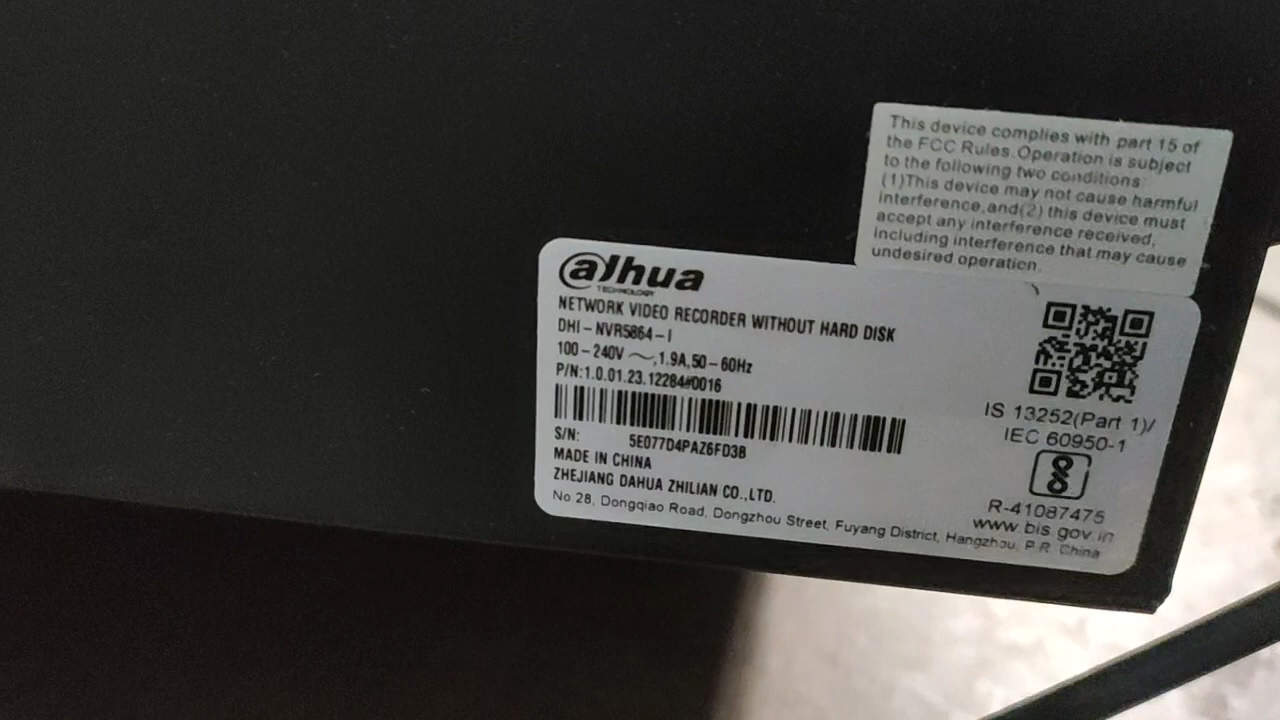 This device complies with part 15 of
the FCC Rules.Operation is subject
to the following two conditions:
(1)This device may not cause harmful
interference,and(2) this device must
accept any interference received,
including interference that may cause
undesired operation.
alhua
TECHNOLOGY
NETWORK VIDEO RECORDER WITHOUT HARD DISK
DHI-NVR5864-I
100-240V ～,1.9A,50-60Hz
P/N:1.0.01.23.12284#0016
S/N: 5E077D4PAZ6FD3B
MADE IN CHINA
ZHEJIANG DAHUA ZHILIAN CO.,LTD.
No 28, Dongqiao Road, Dongzhou Street, Fuyang District, Hangzhou, P.R. China
IS 13252(Part 1)/
IEC 60950-1
R-41087475
www.bis.gov.in